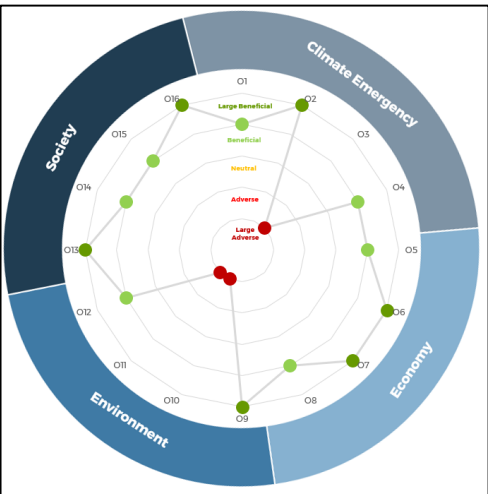 Climate Emergency
Society
Economy
Environment
O1
O2
O3
O4
O5
O6
O7
O8
O9
O10
O11
O12
O13
O14
O15
O16
Large Beneficial
Beneficial
Neutral
Adverse
Large
Adverse